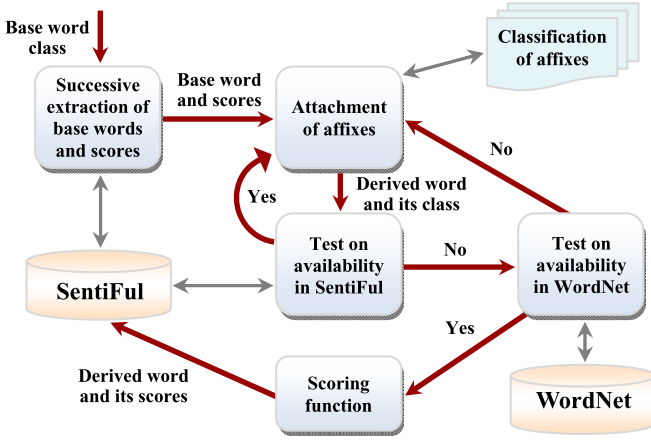 Base word
class
Classification
of affixes
Successive
extraction of
base words
and scores
Base word
and scores
Attachment
of affixes
No
Yes
Derived word
and its class
Test on
availability
in SentiFul
No
Test on
availability
in WordNet
SentiFul
Yes
Derived word
and its scores
Scoring
function
WordNet